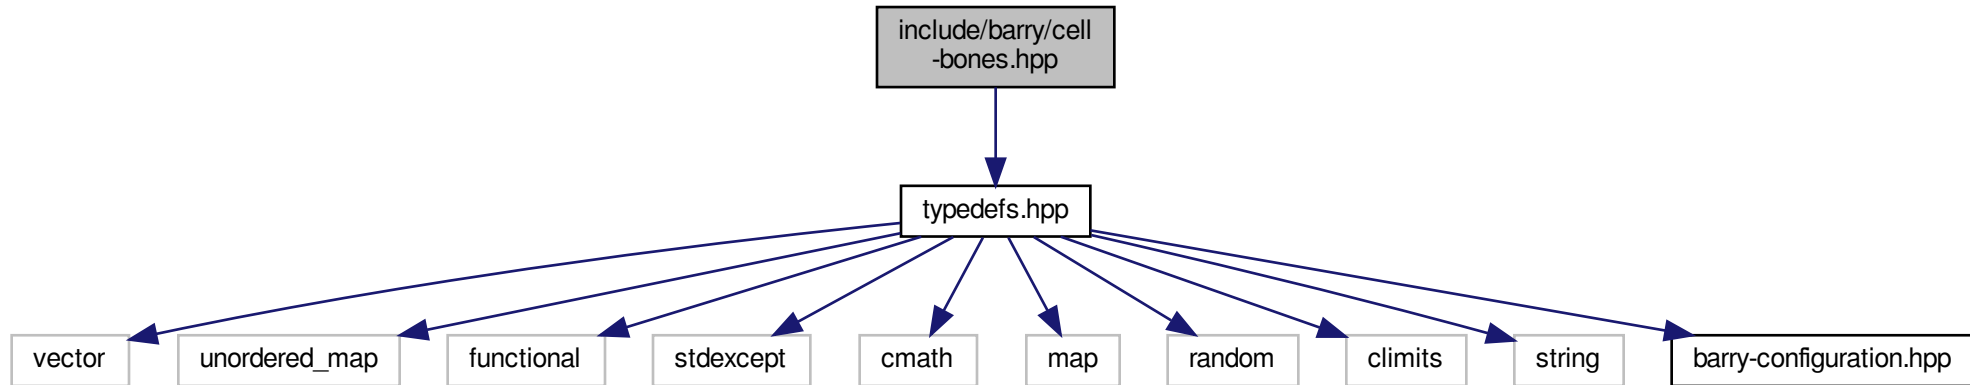 include/barry/cell
-bones.hpp
typedefs.hpp
vector
unordered_map
functional
stdexcept
cmath
map
random
climits
string
barry-configuration.hpp